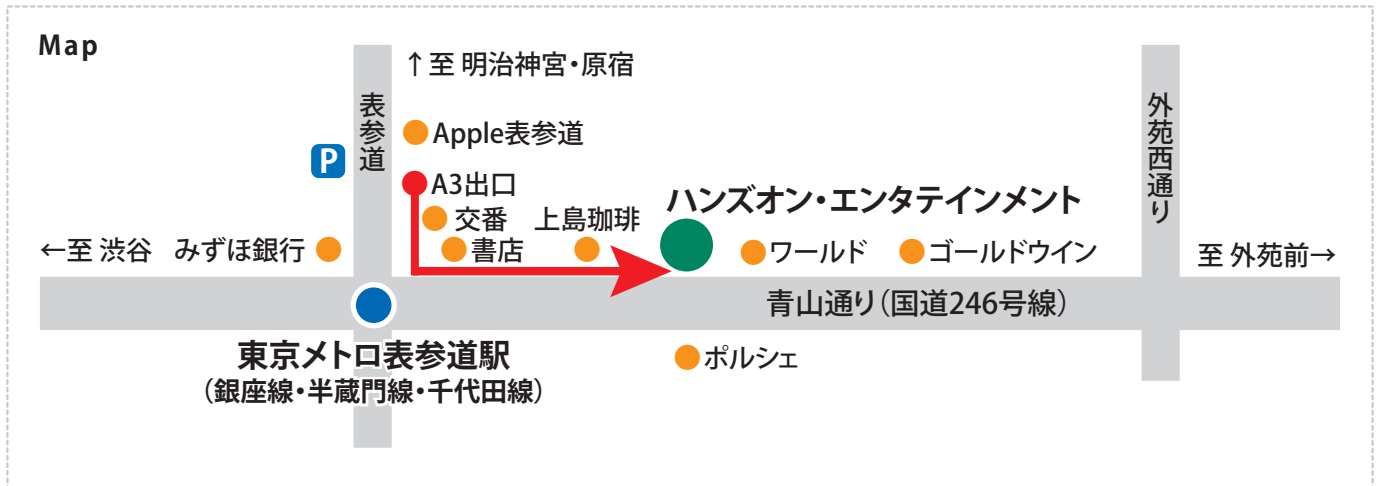 Map
↑至 明治神宮・原宿
表参道
外苑西通り
Apple表参道
P
A3出口
ハンズオン・エンタテインメント
交番
上島珈琲
←至 渋谷
みずほ銀行
書店
ワールド
ゴールドウイン
至 外苑前→
青山通り（国道246号線）
東京メトロ表参道駅
（銀座線・半蔵門線・千代田線）
ポルシェ